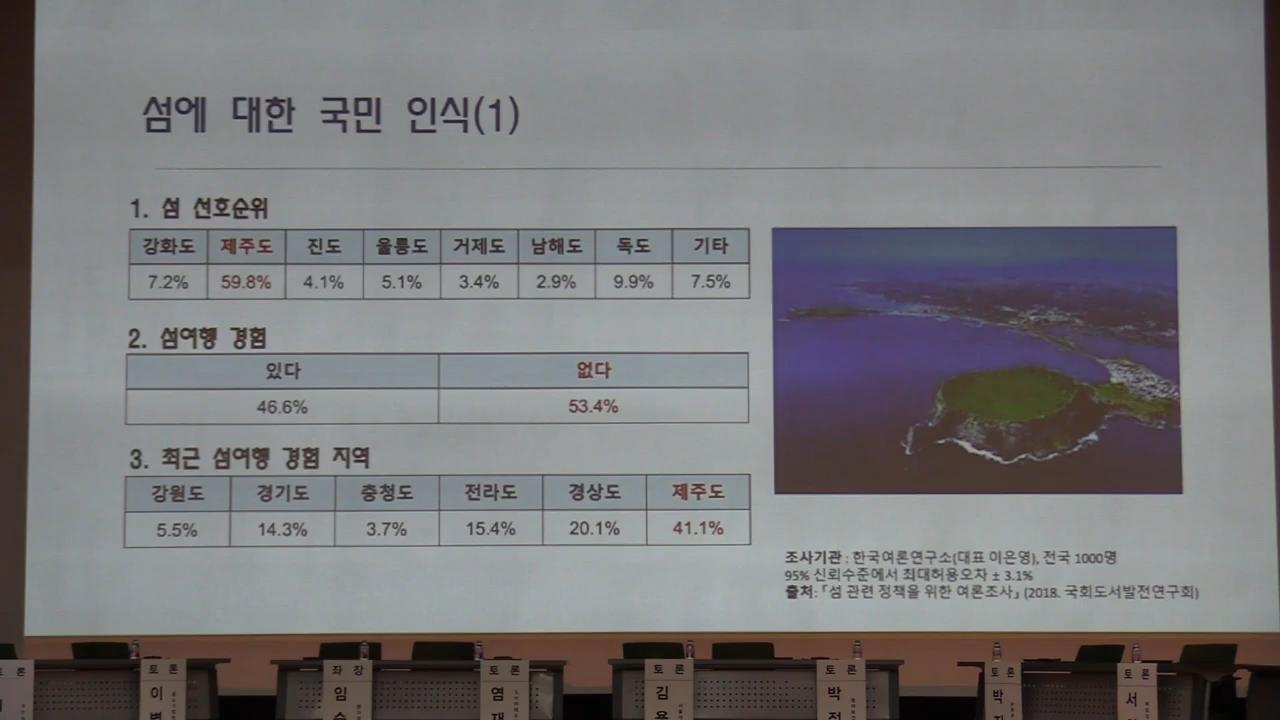 섬에 대한 국민 인식(1)
1. 섬 선호순위
강화도 제주도 진도 울릉도 거제도 남해도 독도 기타
7.2% 59.8% 4.1% 5.1% 3.4% 2.9% 9.9% 7.5%
2. 섬여행 경험
있다 없다
46.6% 53.4%
3. 최근 섬여행 경험 지역
강원도 경기도 충청도 전라도 경상도 제주도
5.5% 14.3% 3.7% 15.4% 20.1% 41.1%
조사기관 : 한국여론연구소(대표 이은영), 전국 1000명
95% 신뢰수준에서 최대허용오차 ± 3.1%
출처: 「섬 관련 정책을 위한 여론조사」 (2018. 국회도서발전연구회)
토 론
토 론
이
좌 장
임
토 론
염
토 론
김
토 론
박
토 론
박
토 론
서